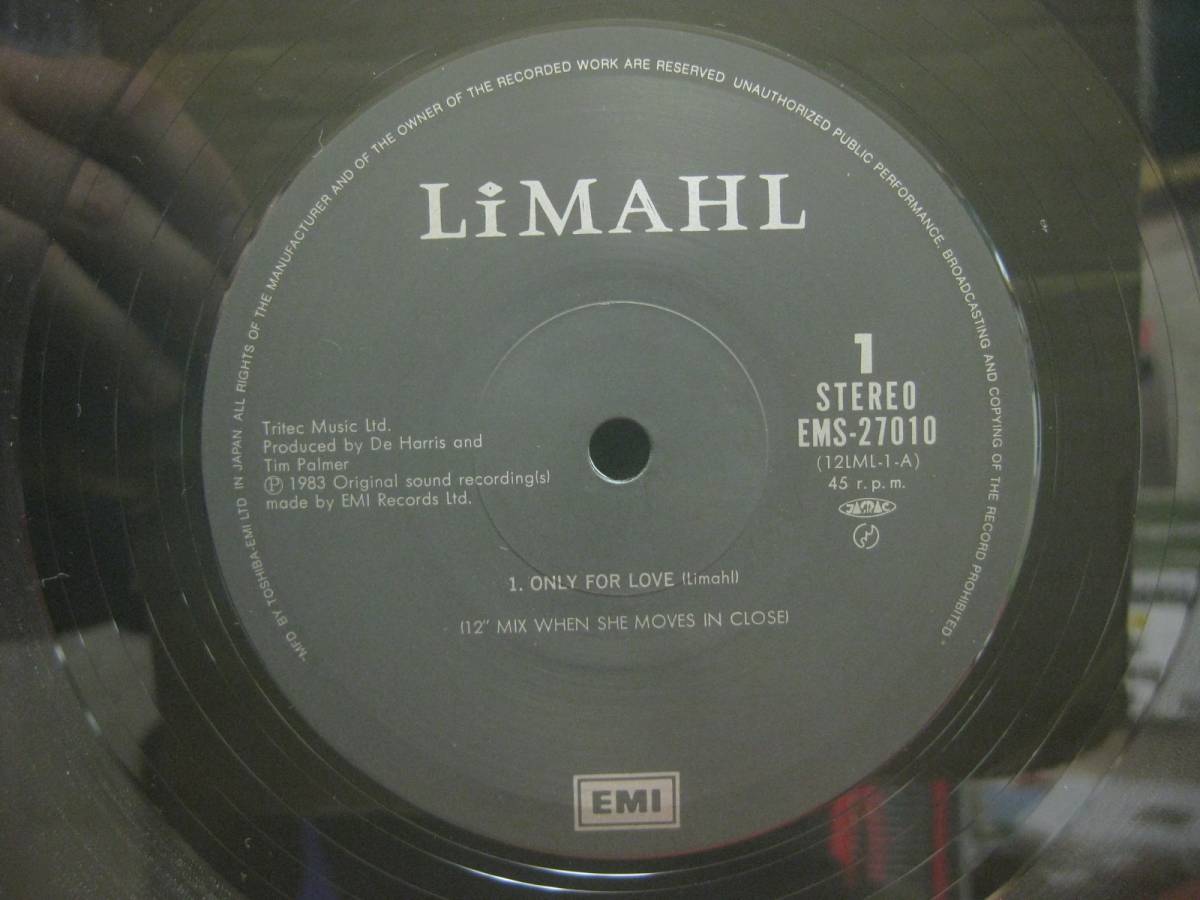 "MFD BY TOSHIBA-EMI LTD IN JAPAN. ALL RIGHTS OF THE MANUFACTURER AND OF THE OWNER OF THE RECORDED WORK ARE RESERVED UNAUTHORIZED PUBLIC PERFORMANCE, BROADCASTING AND COPYING OF THE RECORD PROHIBITED"
LiMAHL
1
STEREO
EMS-27010
(12LML-1-A)
45 r.p.m.
JASRAC
Tritec Music Ltd.
Produced by De Harris and
Tim Palmer
℗ 1983 Original sound recording(s)
made by EMI Records Ltd.
1. ONLY FOR LOVE (Limahl)
(12" MIX WHEN SHE MOVES IN CLOSE)
EMI